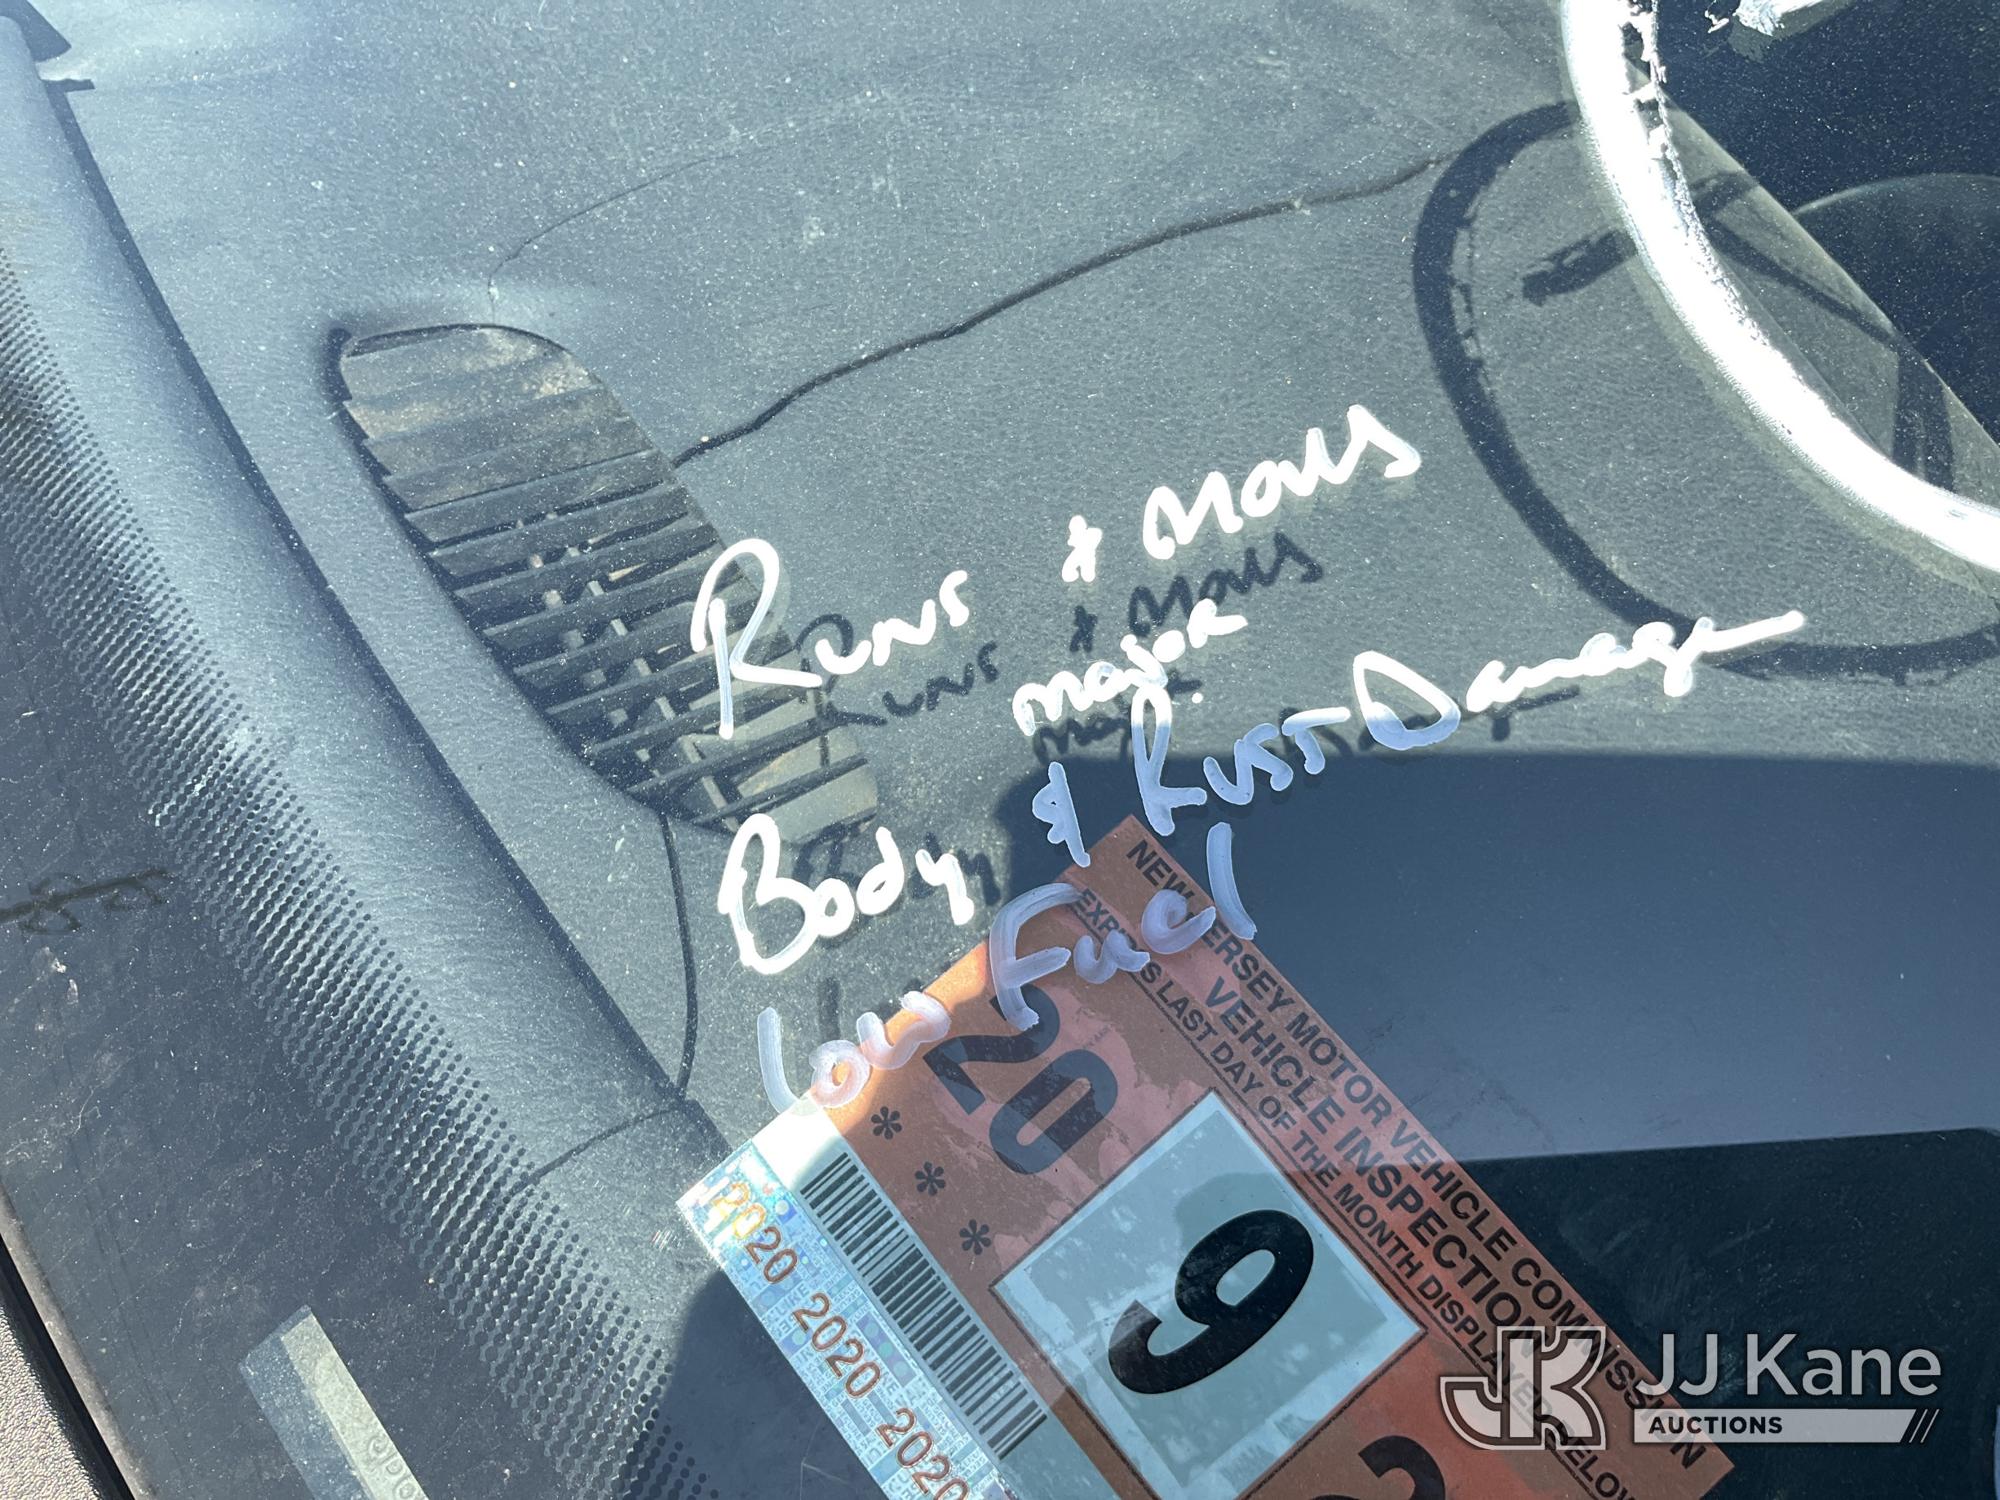 Runs & Moves
major
Body & Rust Damage
Low Fuel
NEW JERSEY MOTOR VEHICLE COMMISSION
VEHICLE INSPECTION
EXPIRES LAST DAY OF THE MONTH DISPLAYED BELOW
20
***
9
2
2020 2020 2020
JJ Kane
AUCTIONS